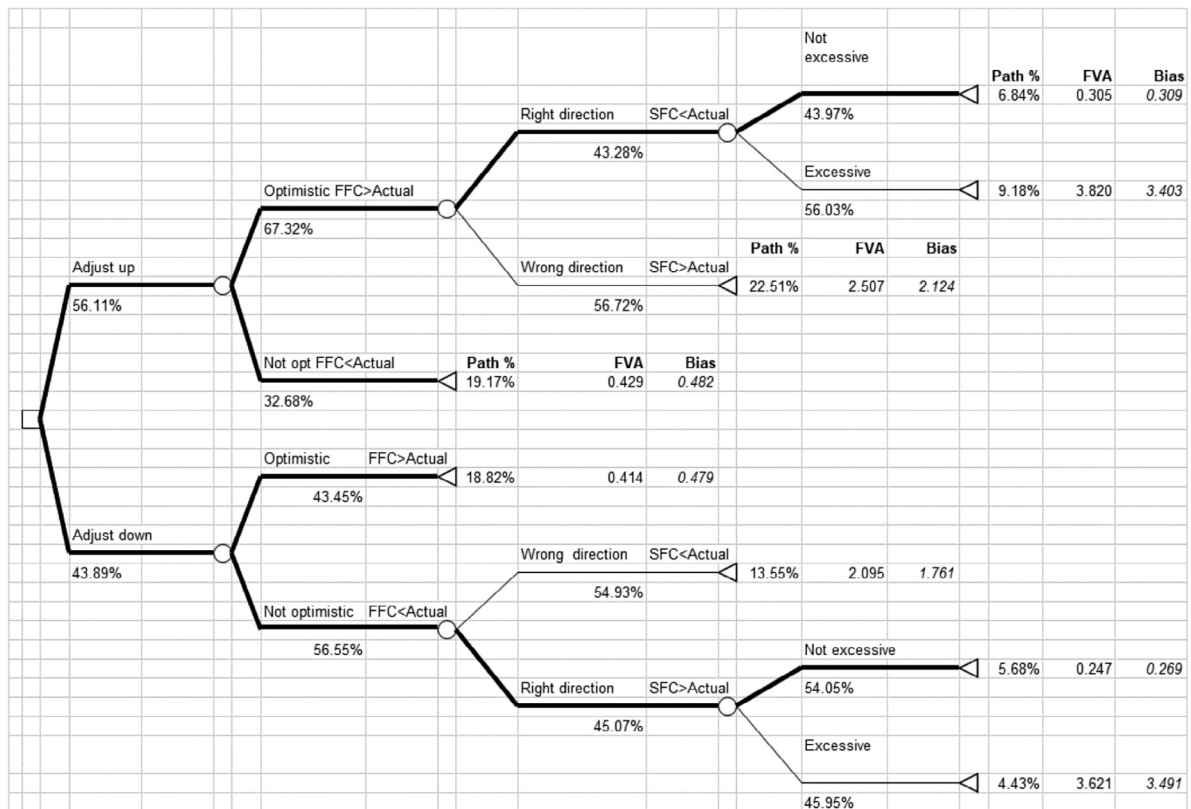 Not
excessive
Path % FVA Bias
6.84% 0.305 0.309
Right direction SFC<Actual
43.97%
43.28%
Excessive
9.18% 3.820 3.403
Optimistic FFC>Actual
56.03%
67.32%
Path % FVA Bias
Adjust up
Wrong direction SFC>Actual
22.51% 2.507 2.124
56.11%
56.72%
Not opt FFC<Actual
Path % FVA Bias
19.17% 0.429 0.482
32.68%
Optimistic FFC>Actual
18.82% 0.414 0.479
43.45%
Adjust down
Wrong direction SFC<Actual
43.89%
13.55% 2.095 1.761
54.93%
Not optimistic FFC<Actual
56.55%
Not excessive
5.68% 0.247 0.269
Right direction SFC>Actual
54.05%
45.07%
Excessive
4.43% 3.621 3.491
45.95%